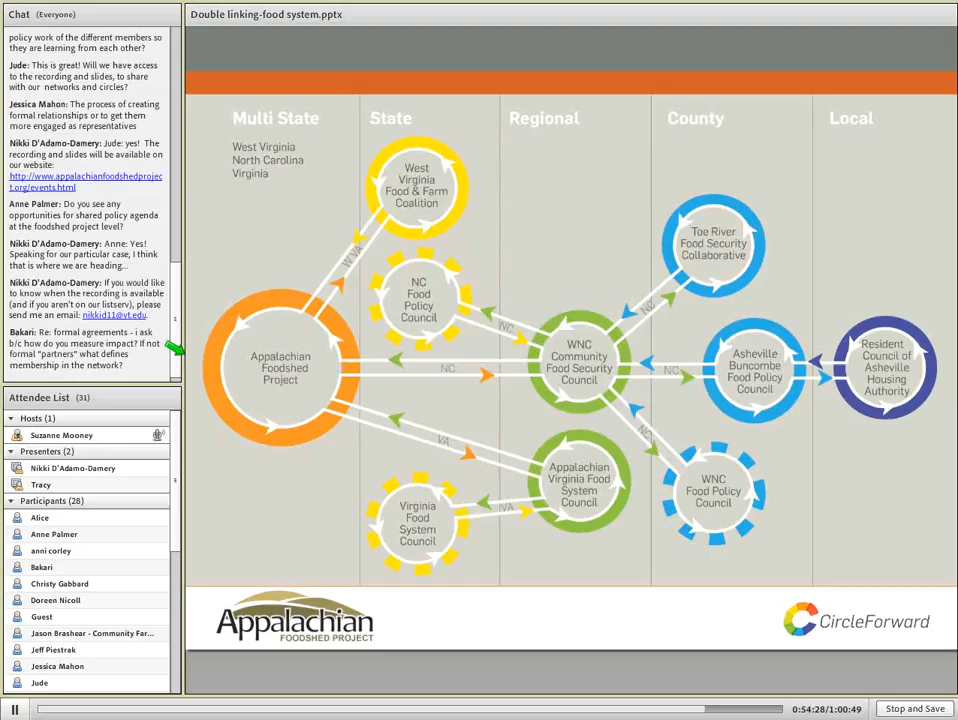 Chat (Everyone)
policy work of the different members so
they are learning from each other?
Jude: This is great! Will we have access
to the recording and slides, to share
with our networks and circles?
Jessica Mahon: The process of creating
formal relationships or to get them
more engaged as representatives
Nikki D'Adamo-Damery: Jude: yes! The
recording and slides will be available on
our website:
http://www.appalachianfoodshedprojec
t.org/events.html
Anne Palmer: Do you see any
opportunities for shared policy agenda
at the foodshed project level?
Nikki D'Adamo-Damery: Anne: Yes!
Speaking for our particular case, I think
that is where we are heading...
Nikki D'Adamo-Damery: If you would like
to know when the recording is available
(and if you aren't on our listserv), please
send me an email: nikkid11@vt.edu.
Bakari: Re: formal agreements - i ask
b/c how do you measure impact? If not
formal "partners" what defines
membership in the network?
Attendee List (31)
Hosts (1)
Suzanne Mooney
Presenters (2)
Nikki D'Adamo-Damery
Tracy
Participants (28)
Alice
Anne Palmer
anni corley
Bakari
Christy Gabbard
Doreen Nicoll
Guest
Jason Brashear - Community Far...
Jeff Piestrak
Jessica Mahon
Jude
Double linking-food system.pptx
Multi State
State
Regional
County
Local
West Virginia
North Carolina
Virginia
West
Virginia
Food & Farm
Coalition
NC
Food
Policy
Council
Appalachian
Foodshed
Project
Virginia
Food
System
Council
WNC
Community
Food Security
Council
Appalachian
Virginia Food
System
Council
Toe River
Food Security
Collaborative
Asheville
Buncombe
Food Policy
Council
WNC
Food Policy
Council
Resident
Council of
Asheville
Housing
Authority
NC
NC
NC
NC
NC
VA
VA
Appalachian
FOODSHED PROJECT
CircleForward
0:54:28/1:00:49
Stop and Save